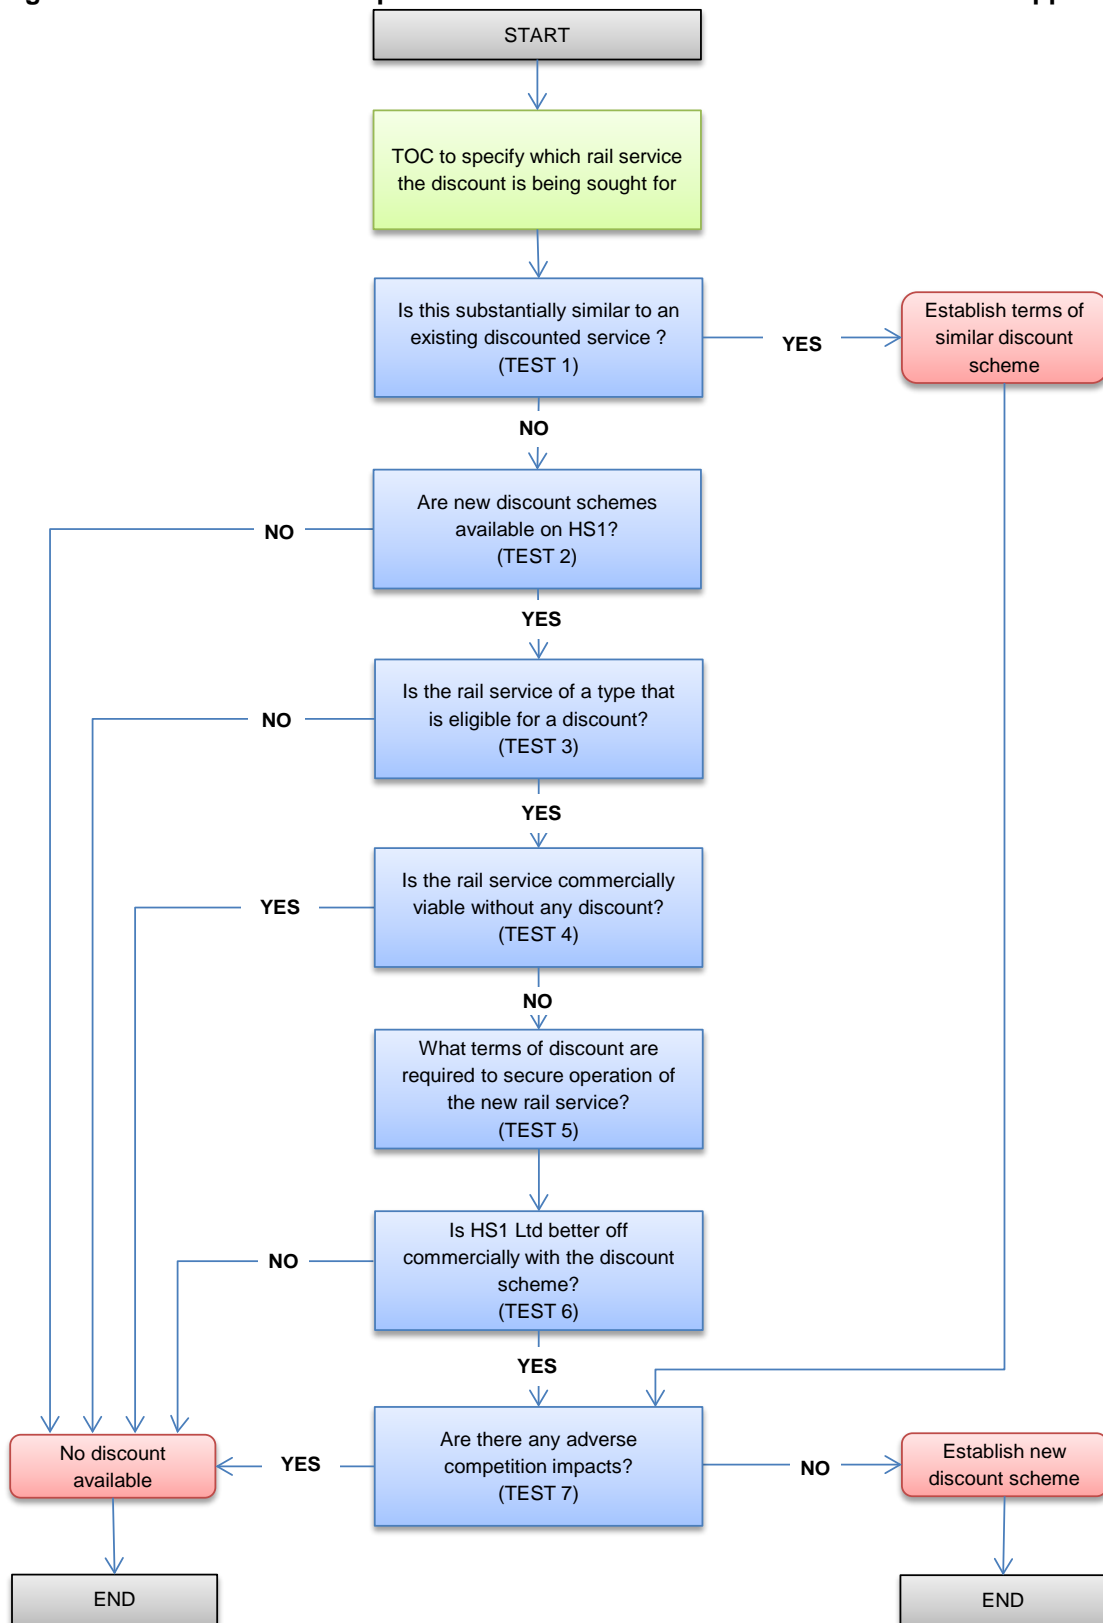 START
TOC to specify which rail service
the discount is being sought for
Is this substantially similar to an
existing discounted service ?
(TEST 1)
YES
Establish terms of
similar discount
scheme
NO
Are new discount schemes
available on HS1?
(TEST 2)
NO
YES
Is the rail service of a type that
is eligible for a discount?
(TEST 3)
NO
YES
Is the rail service commercially
viable without any discount?
(TEST 4)
YES
NO
What terms of discount are
required to secure operation of
the new rail service?
(TEST 5)
Is HS1 Ltd better off
commercially with the discount
scheme?
(TEST 6)
NO
YES
Are there any adverse
competition impacts?
(TEST 7)
YES
No discount
available
NO
Establish new
discount scheme
END
END